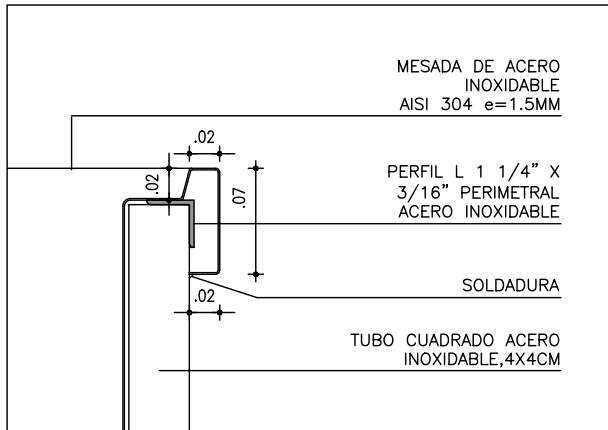 MESADA DE ACERO
INOXIDABLE
AISI 304 e=1.5MM
.02
.02
.07
PERFIL L 1 1/4” X
3/16” PERIMETRAL
ACERO INOXIDABLE
SOLDADURA
.02
TUBO CUADRADO ACERO
INOXIDABLE,4X4CM